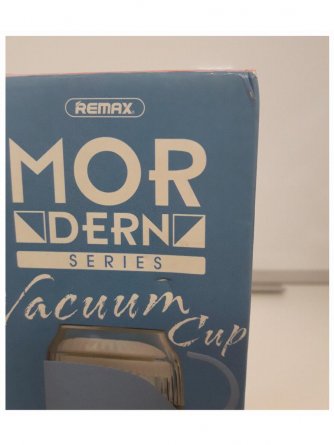 REMAX
MOR
DERN
SERIES
Vacuum
Cup